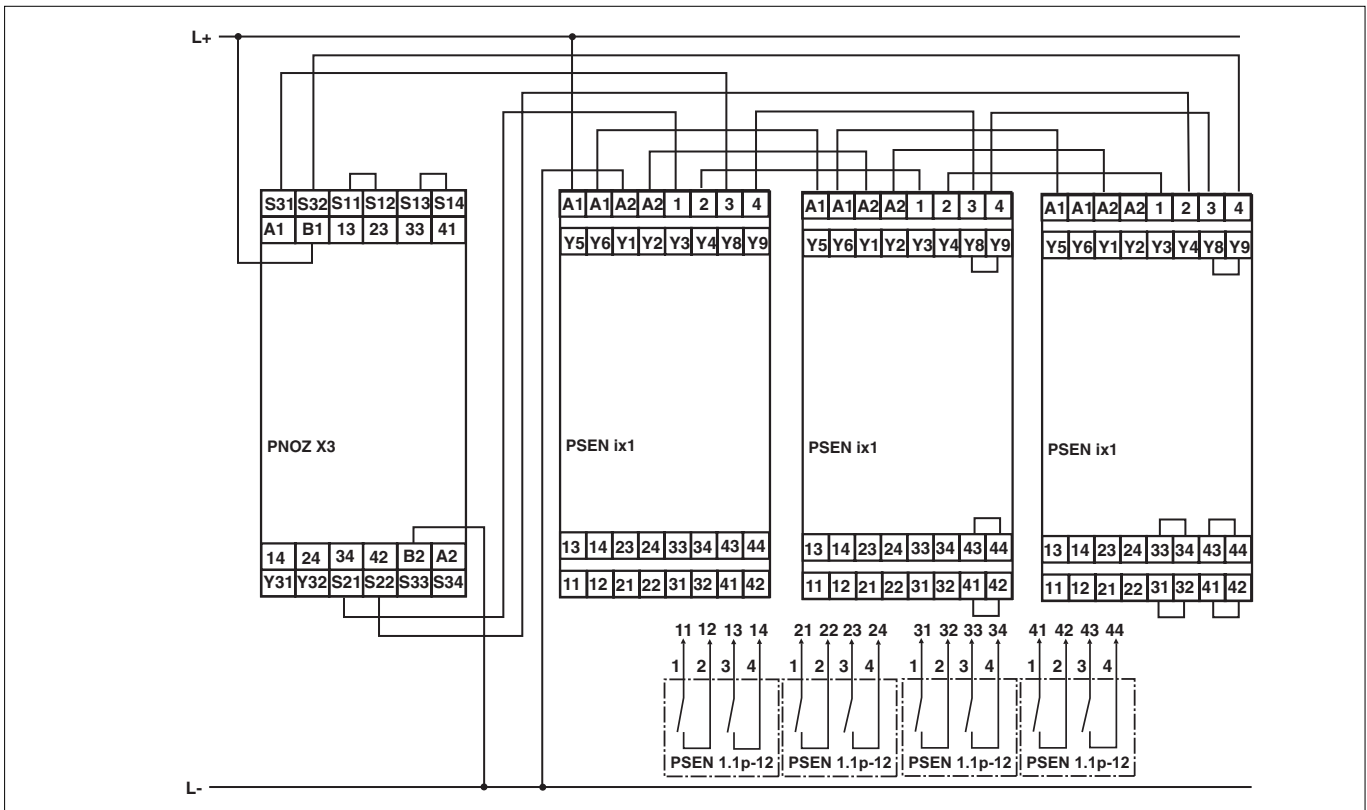 L+
S31 S32 S11 S12 S13 S14
A1 B1 13 23 33 41
PNOZ X3
14 24 34 42 B2 A2
Y31 Y32 S21 S22 S33 S34
A1 A1 A2 A2 1 2 3 4
Y5 Y6 Y1 Y2 Y3 Y4 Y8 Y9
PSEN ix1
13 14 23 24 33 34 43 44
11 12 21 22 31 32 41 42
A1 A1 A2 A2 1 2 3 4
Y5 Y6 Y1 Y2 Y3 Y4 Y8 Y9
PSEN ix1
13 14 23 24 33 34 43 44
11 12 21 22 31 32 41 42
A1 A1 A2 A2 1 2 3 4
Y5 Y6 Y1 Y2 Y3 Y4 Y8 Y9
PSEN ix1
13 14 23 24 33 34 43 44
11 12 21 22 31 32 41 42
11 12 13 14
1 2 3 4
PSEN 1.1p-12
21 22 23 24
1 2 3 4
PSEN 1.1p-12
31 32 33 34
1 2 3 4
PSEN 1.1p-12
41 42 43 44
1 2 3 4
PSEN 1.1p-12
L-